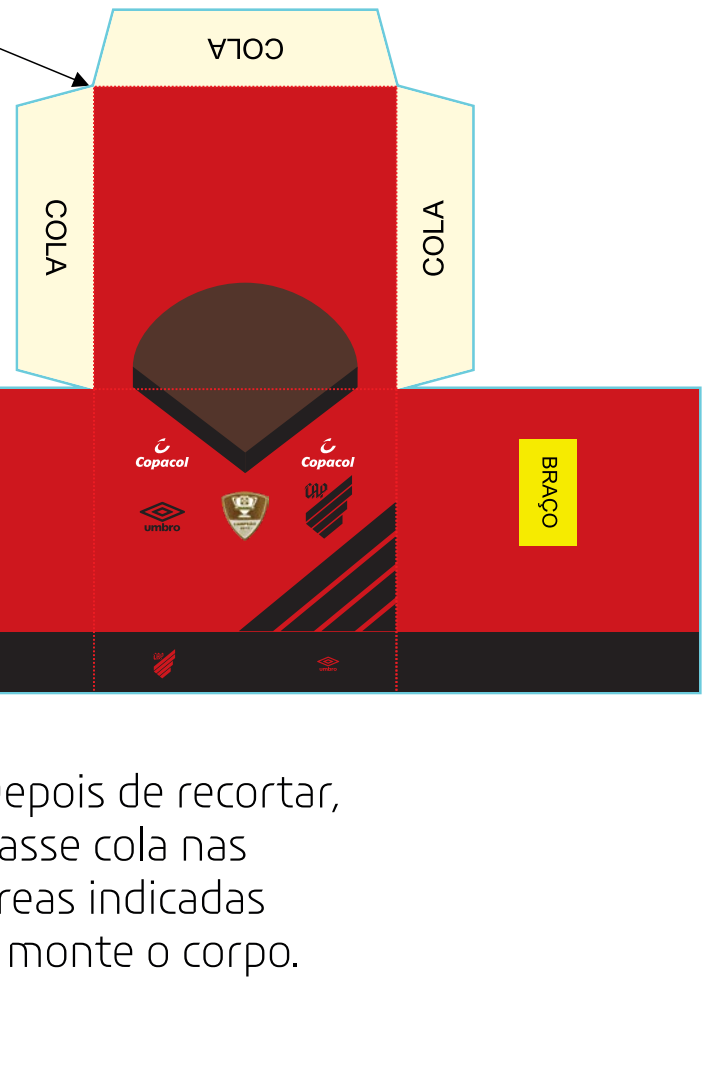 COLA
COLA
COLA
Copacol
Copacol
CAP
umbro
BRAÇO
umbro
epois de recortar,
asse cola nas
reas indicadas
monte o corpo.